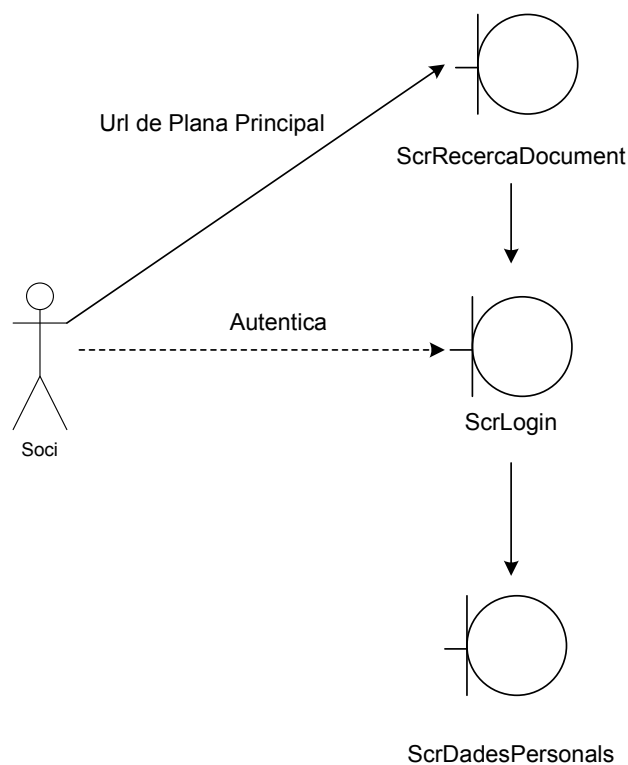 Url de Plana Principal
ScrRecercaDocument
Autentica
ScrLogin
Soci
ScrDadesPersonals